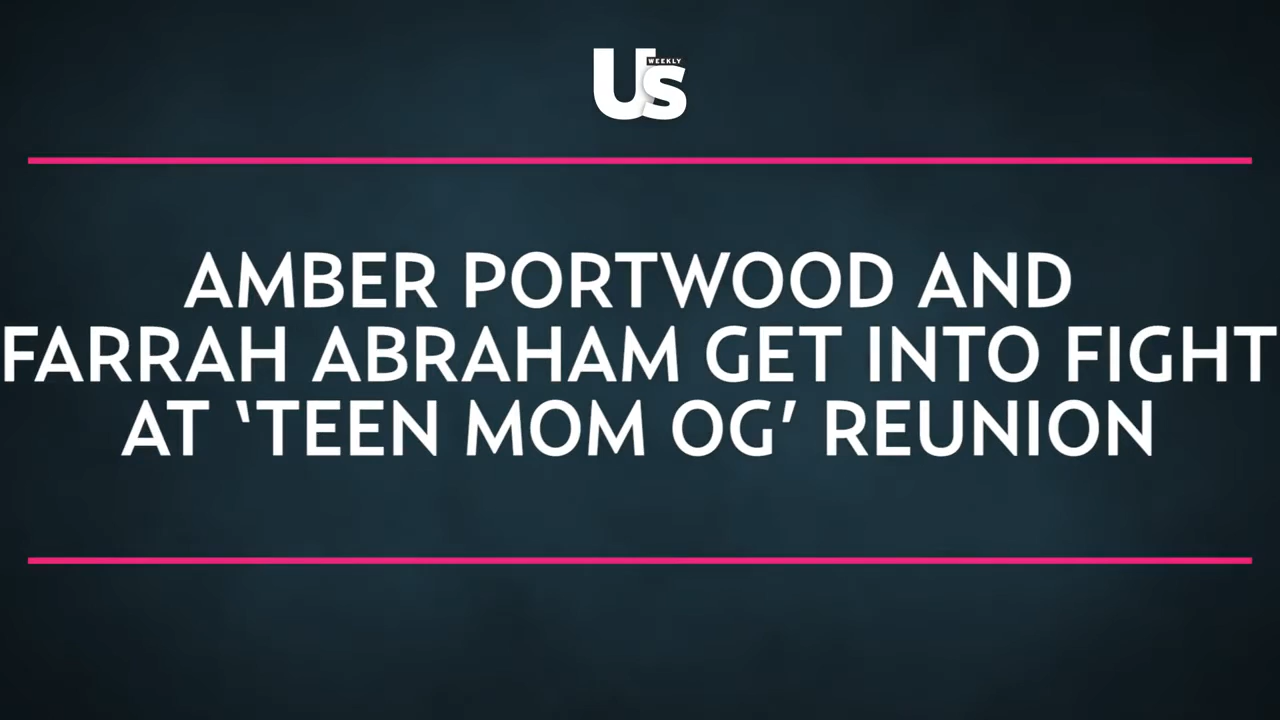 Us
WEEKLY
AMBER PORTWOOD AND
FARRAH ABRAHAM GET INTO FIGHT
AT ‘TEEN MOM OG’ REUNION